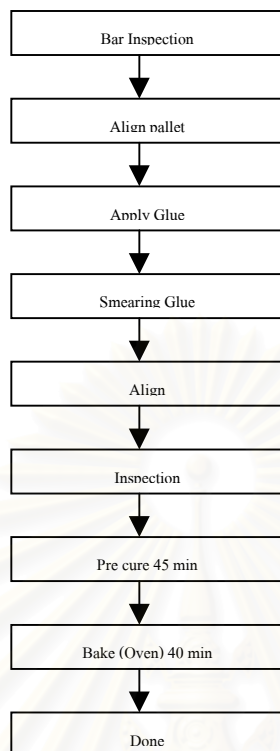 Bar Inspection
Align pallet
Apply Glue
Smearing Glue
Align
Inspection
Pre cure 45 min
Bake (Oven) 40 min
Done